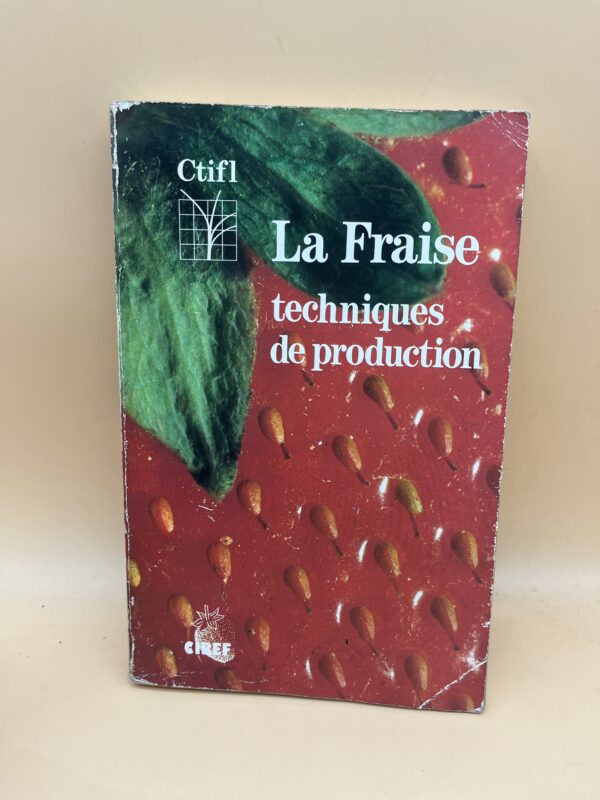 Ctifl
La Fraise
techniques
de production
CIREF